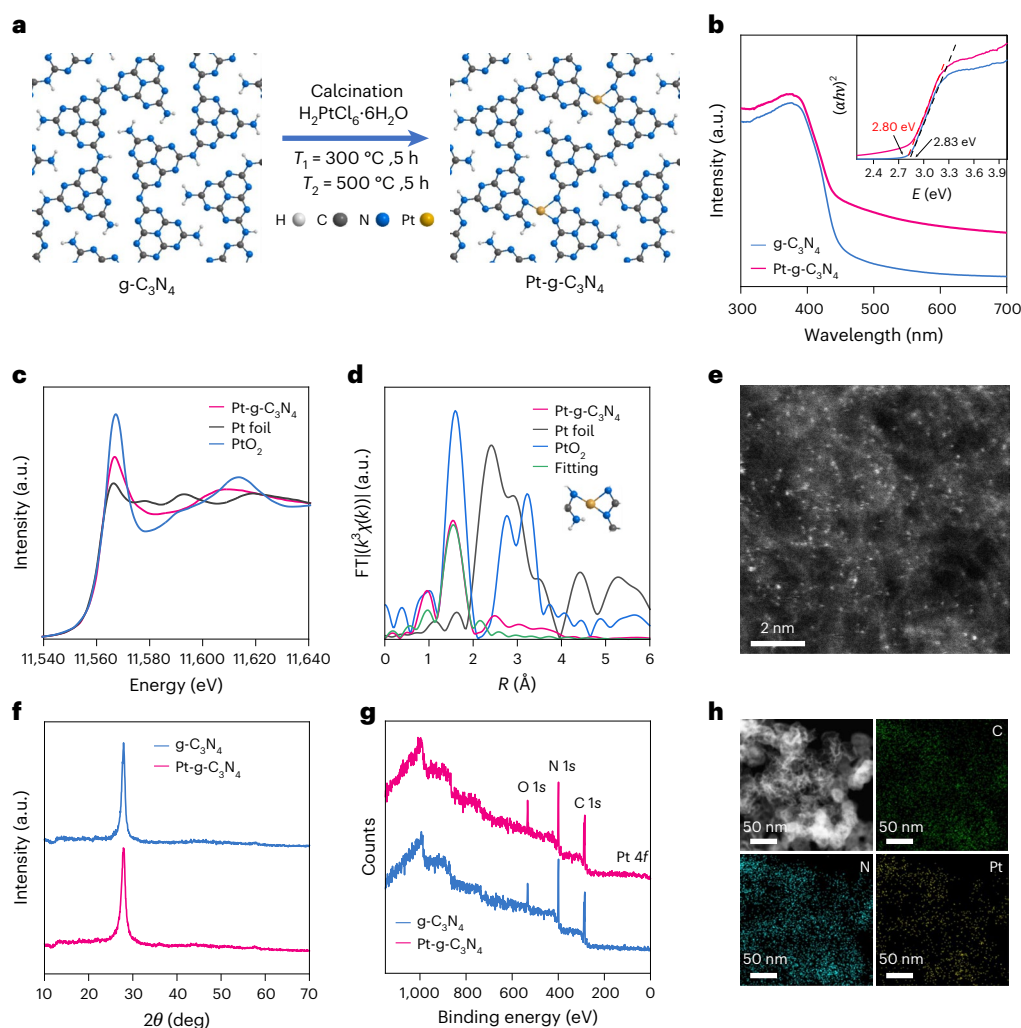 a
Calcination
H₂PtCl₆·6H₂O
T₁ = 300 °C ,5 h
T₂ = 500 °C ,5 h
H C N Pt
g-C₃N₄
Pt-g-C₃N₄
b
Intensity (a.u.)
(αhν)²
2.80 eV
2.83 eV
2.4 2.7 3.0 3.3 3.6 3.9
E (eV)
g-C₃N₄
Pt-g-C₃N₄
300 400 500 600 700
Wavelength (nm)
c
Intensity (a.u.)
Pt-g-C₃N₄
Pt foil
PtO₂
11,540 11,560 11,580 11,600 11,620 11,640
Energy (eV)
d
FT|(k³χ(k))| (a.u.)
Pt-g-C₃N₄
Pt foil
PtO₂
Fitting
0 1 2 3 4 5 6
R (Å)
e
2 nm
f
Intensity (a.u.)
g-C₃N₄
Pt-g-C₃N₄
10 20 30 40 50 60 70
2θ (deg)
g
Counts
O 1s
N 1s
C 1s
Pt 4f
g-C₃N₄
Pt-g-C₃N₄
1,000 800 600 400 200 0
Binding energy (eV)
h
50 nm
C
50 nm
N
50 nm
Pt
50 nm